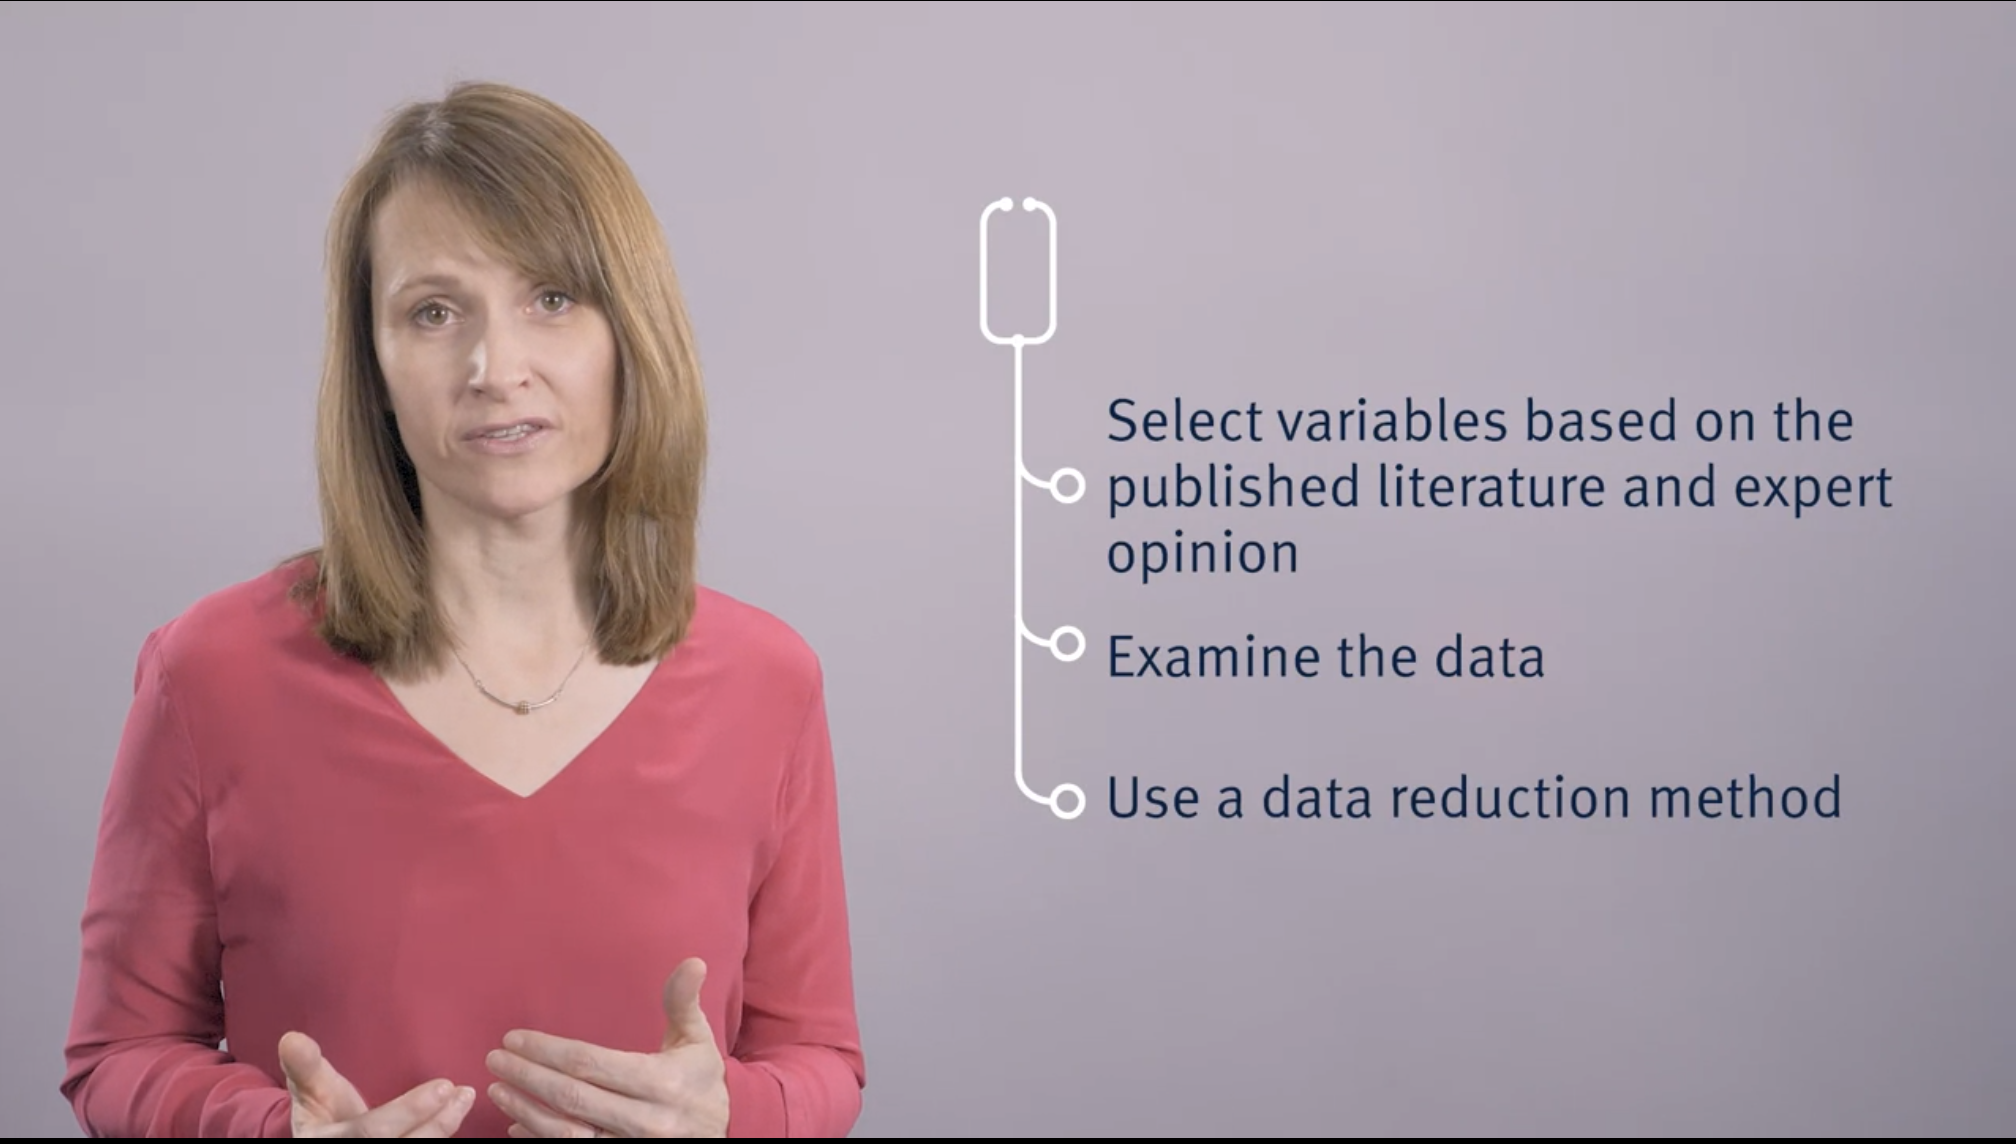 Select variables based on the
published literature and expert
opinion
Examine the data
Use a data reduction method